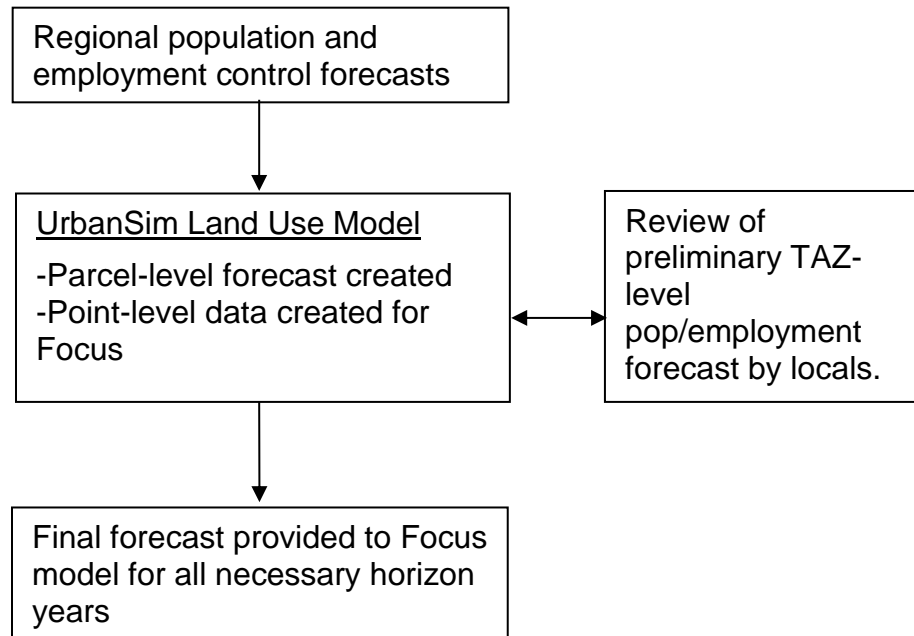 Regional population and
employment control forecasts
UrbanSim Land Use Model
-Parcel-level forecast created
-Point-level data created for
Focus
Review of
preliminary TAZ-
level
pop/employment
forecast by locals.
Final forecast provided to Focus
model for all necessary horizon
years